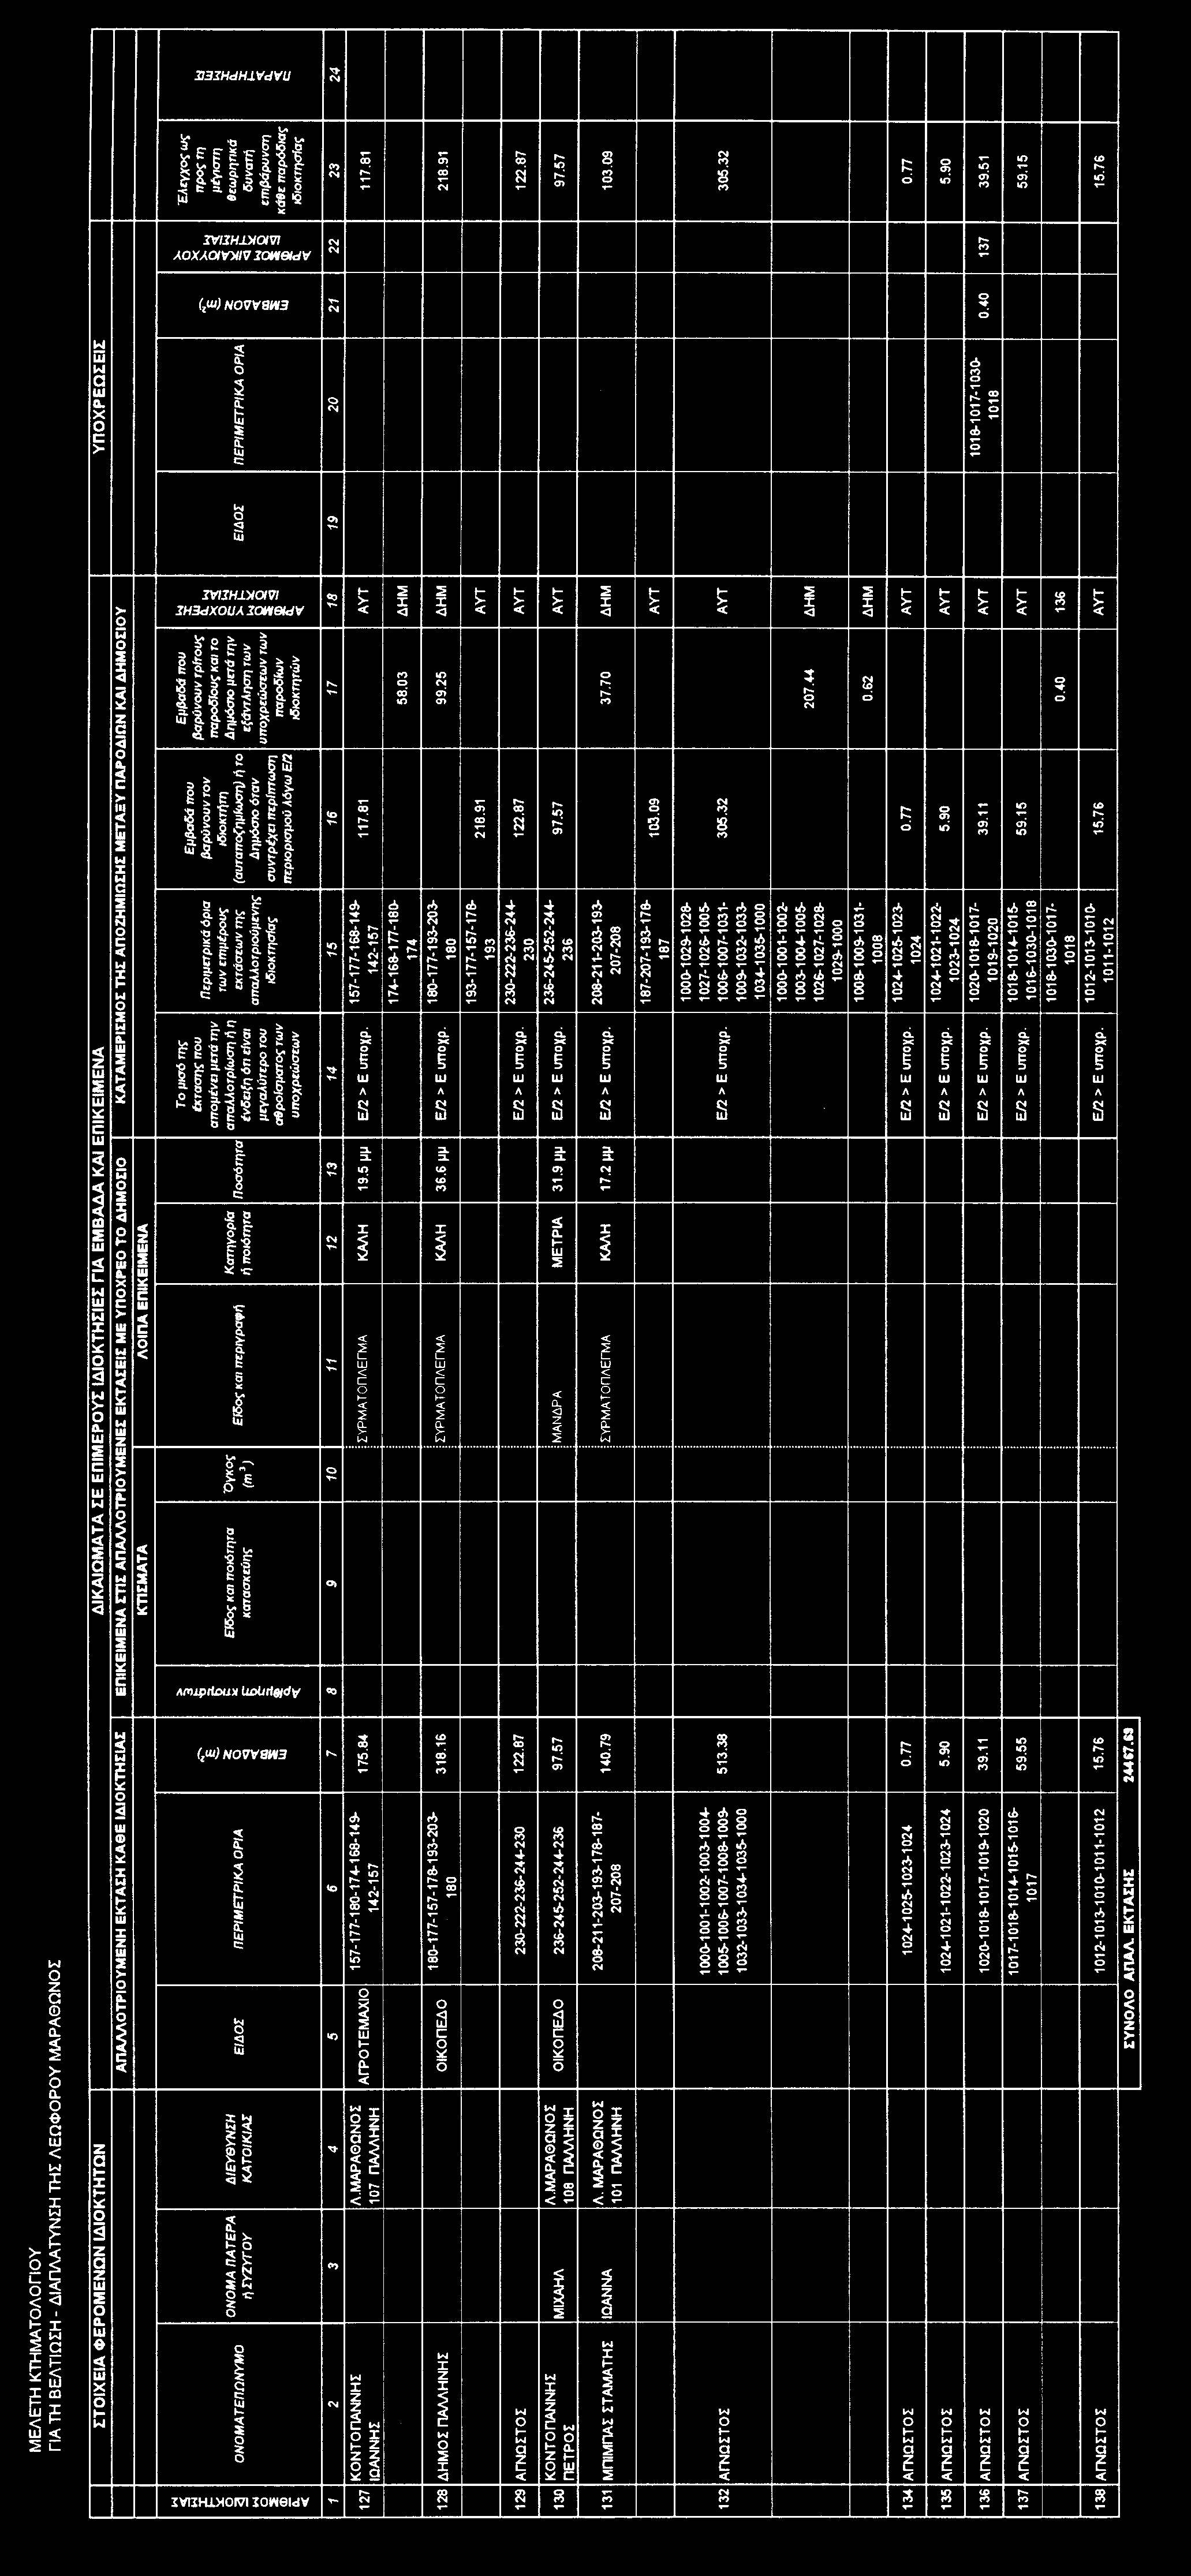 ΜΕΛΕΤΗ ΚΤΗΜΑΤΟΛΟΓΙΟΥ
ΓΙΑ ΤΗ ΒΕΛΤΙΩΣΗ - ΔΙΑΠΛΑΤΥΝΣΗ ΤΗΣ ΛΕΩΦΟΡΟΥ ΜΑΡΑΘΩΝΟΣ
ΣΤΟΙΧΕΙΑ ΦΕΡΟΜΕΝΩΝ ΙΔΙΟΚΤΗΤΩΝ
ΔΙΚΑΙΩΜΑΤΑ ΣΕ ΕΠΙΜΕΡΟΥΣ ΙΔΙΟΚΤΗΣΙΕΣ ΓΙΑ ΕΜΒΑΔΑ ΚΑΙ ΕΠΙΚΕΙΜΕΝΑ
ΥΠΟΧΡΕΩΣΕΙΣ
ΑΠΑΛΛΟΤΡΙΟΥΜΕΝΗ ΕΚΤΑΣΗ ΚΑΘΕ ΙΔΙΟΚΤΗΣΙΑΣ
ΕΠΙΚΕΙΜΕΝΑ ΣΤΙΣ ΑΠΑΛΛΟΤΡΙΟΥΜΕΝΕΣ ΕΚΤΑΣΕΙΣ ΜΕ ΥΠΟΧΡΕΟ ΤΟ ΔΗΜΟΣΙΟ
ΚΑΤΑΜΕΡΙΣΜΟΣ ΤΗΣ ΑΠΟΖΗΜΙΩΣΗΣ ΜΕΤΑΞΥ ΠΑΡΟΔΙΩΝ ΚΑΙ ΔΗΜΟΣΙΟΥ
ΚΤΙΣΜΑΤΑ
ΛΟΙΠΑ ΕΠΙΚΕΙΜΕΝΑ
ΑΡΙΘΜΟΣ ΙΔΙΟΚΤΗΣΙΑΣ
ΟΝΟΜΑΤΕΠΩΝΥΜΟ
ΟΝΟΜΑ ΠΑΤΕΡΑ
ή ΣΥΖΥΓΟΥ
ΔΙΕΥΘΥΝΣΗ
ΚΑΤΟΙΚΙΑΣ
ΕΙΔΟΣ
ΠΕΡΙΜΕΤΡΙΚΑ ΟΡΙΑ
ΕΜΒΑΔΟΝ (m²)
Αρίθμηση κτισμάτων
Είδος και ποιότητα
κατασκεύης
Όγκος
(m³)
Είδος και περιγραφή
Κατηγορία
ή ποιότητα
Ποσότητα
Το μισό της
έκτασης που
απομένει μετά την
απαλλοτρίωση ή η
ένδειξη ότι είναι
μεγαλύτερο του
αθροίσματος των
υποχρεώσεων
Περιμετρικά όρια
των επιμέρους
εκτάσεων της
απαλλοτριούμενης
ιδιοκτησίας
Εμβαδά που
βαρύνουν τον
ιδιοκτήτη
(αυταποζημίωση) ή το
Δημόσιο όταν
συντρέχει περίπτωση
περιορισμού λόγω Ε/2
Εμβαδά που
βαρύνουν τρίτους
παροδίους και το
Δημόσιο μετά την
εξάντληση των
υποχρεώσεων των
παροδίων
ιδιοκτητών
ΑΡΙΘΜΟΣ ΥΠΟΧΡΕΗΣ
ΙΔΙΟΚΤΗΣΙΑΣ
ΕΙΔΟΣ
ΠΕΡΙΜΕΤΡΙΚΑ ΟΡΙΑ
ΕΜΒΑΔΟΝ (m²)
ΑΡΙΘΜΟΣ ΔΙΚΑΙΟΥΧΟΥ
ΙΔΙΟΚΤΗΣΙΑΣ
Έλεγχος ως
προς τη
μέγιστη
θεωρητικά
δυνατή
επιβάρυνση
κάθε παρόδιας
ιδιοκτησίας
ΠΑΡΑΤΗΡΗΣΕΙΣ
1 2 3 4 5 6 7 8 9 10 11 12 13 14 15 16 17 18 19 20 21 22 23 24
127 ΚΟΝΤΟΓΙΑΝΝΗΣ ΙΩΑΝΝΗΣ Λ.ΜΑΡΑΘΩΝΟΣ 107 ΠΑΛΛΗΝΗ ΑΓΡΟΤΕΜΑΧΙΟ 157-177-180-174-168-149-142-157 175.84 ΣΥΡΜΑΤΟΠΛΕΓΜΑ ΚΑΛΗ 19.5 μμ Ε/2 > Ε υποχρ. 157-177-168-149-142-157 117.81 ΑΥΤ 117.81
174-168-177-180-174 58.03 ΔΗΜ
128 ΔΗΜΟΣ ΠΑΛΛΗΝΗΣ ΟΙΚΟΠΕΔΟ 180-177-157-178-193-203-180 318.16 ΣΥΡΜΑΤΟΠΛΕΓΜΑ ΚΑΛΗ 36.6 μμ Ε/2 > Ε υποχρ. 180-177-193-203-180 99.25 ΔΗΜ 218.91
193-177-157-178-193 218.91 ΑΥΤ
129 ΑΓΝΩΣΤΟΣ 230-222-236-244-230 122.87 Ε/2 > Ε υποχρ. 230-222-236-244-230 122.87 ΑΥΤ 122.87
130 ΚΟΝΤΟΓΙΑΝΝΗΣ ΠΕΤΡΟΣ ΜΙΧΑΗΛ Λ.ΜΑΡΑΘΩΝΟΣ 108 ΠΑΛΛΗΝΗ ΟΙΚΟΠΕΔΟ 236-245-252-244-236 97.57 ΜΑΝΔΡΑ ΜΕΤΡΙΑ 31.9 μμ Ε/2 > Ε υποχρ. 236-245-252-244-236 97.57 ΑΥΤ 97.57
131 ΜΠΙΜΠΑΣ ΣΤΑΜΑΤΗΣ ΙΩΑΝΝΑ Λ. ΜΑΡΑΘΩΝΟΣ 101 ΠΑΛΛΗΝΗ 208-211-203-193-178-187-207-208 140.79 ΣΥΡΜΑΤΟΠΛΕΓΜΑ ΚΑΛΗ 17.2 μμ Ε/2 > Ε υποχρ. 208-211-203-193-207-208 37.70 ΔΗΜ 103.09
187-207-193-178-187 103.09 ΑΥΤ
132 ΑΓΝΩΣΤΟΣ 1000-1001-1002-1003-1004-1005-1006-1007-1008-1009-1032-1033-1034-1035-1000 513.38 Ε/2 > Ε υποχρ. 1000-1029-1028-1027-1026-1005-1006-1007-1031-1009-1032-1033-1034-1035-1000 305.32 ΑΥΤ 305.32
1000-1001-1002-1003-1004-1005-1026-1027-1028-1029-1000 207.44 ΔΗΜ
1008-1009-1031-1008 0.62 ΔΗΜ
134 ΑΓΝΩΣΤΟΣ 1024-1025-1023-1024 0.77 Ε/2 > Ε υποχρ. 1024-1025-1023-1024 0.77 ΑΥΤ 0.77
135 ΑΓΝΩΣΤΟΣ 1024-1021-1022-1023-1024 5.90 Ε/2 > Ε υποχρ. 1024-1021-1022-1023-1024 5.90 ΑΥΤ 5.90
136 ΑΓΝΩΣΤΟΣ 1020-1018-1017-1019-1020 39.11 Ε/2 > Ε υποχρ. 1020-1018-1017-1019-1020 39.11 ΑΥΤ 1018-1017-1030-1018 0.40 137 39.51
137 ΑΓΝΩΣΤΟΣ 1017-1018-1014-1015-1016-1017 59.55 Ε/2 > Ε υποχρ. 1018-1014-1015-1016-1030-1018 59.15 ΑΥΤ 59.15
1018-1030-1017-1018 0.40 136
138 ΑΓΝΩΣΤΟΣ 1012-1013-1010-1011-1012 15.76 Ε/2 > Ε υποχρ. 1012-1013-1010-1011-1012 15.76 ΑΥΤ 15.76
ΣΥΝΟΛΟ ΑΠΑΛ. ΕΚΤΑΣΗΣ 24467.69